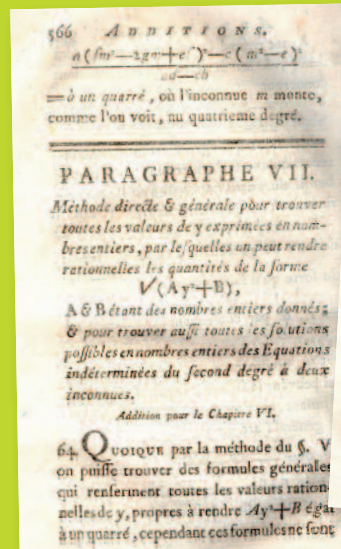 566 ADDITIONS.
a(fm²—2gm+ef)²—c(m²—e)²
ad—cb
=à un quarré, où l'inconnue m monte,
comme l'on voit, au quatrieme degré.
PARAGRAPHE VII.
Méthode directe & générale pour trouver
toutes les valeurs de y exprimées en nom-
bres entiers, par lesquelles on peut rendre
rationnelles les quantités de la forme
√(Ay²+B),
A & B étant des nombres entiers donnés;
& pour trouver aussi toutes les solutions
possibles en nombres entiers des Equations
indéterminées du second degré à deux
inconnues.
Addition pour le Chapitre VI.
64. QUOIQUE par la méthode du §. V
on puisse trouver des formules générales
qui renferment toutes les valeurs ration-
nelles de y, propres à rendre Ay²+B égal
à un quarré, cependant ces formules ne sont